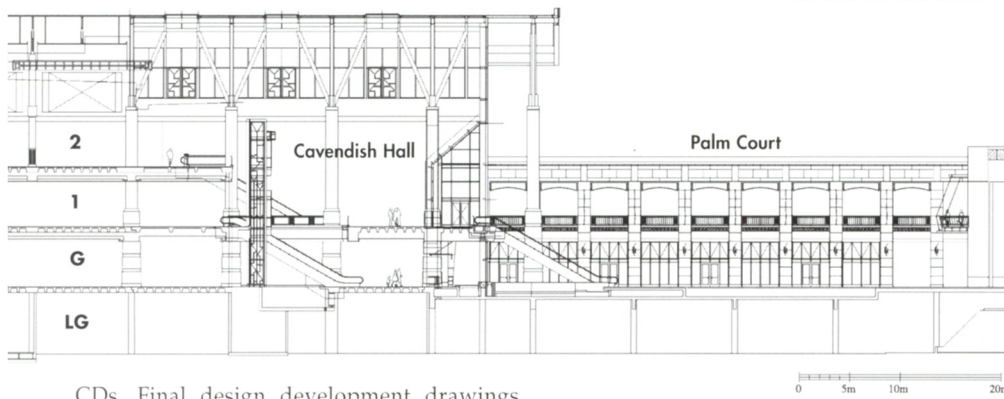 2
Cavendish Hall
Palm Court
1
G
LG
CDs. Final design development drawings
0 5m 10m 20m